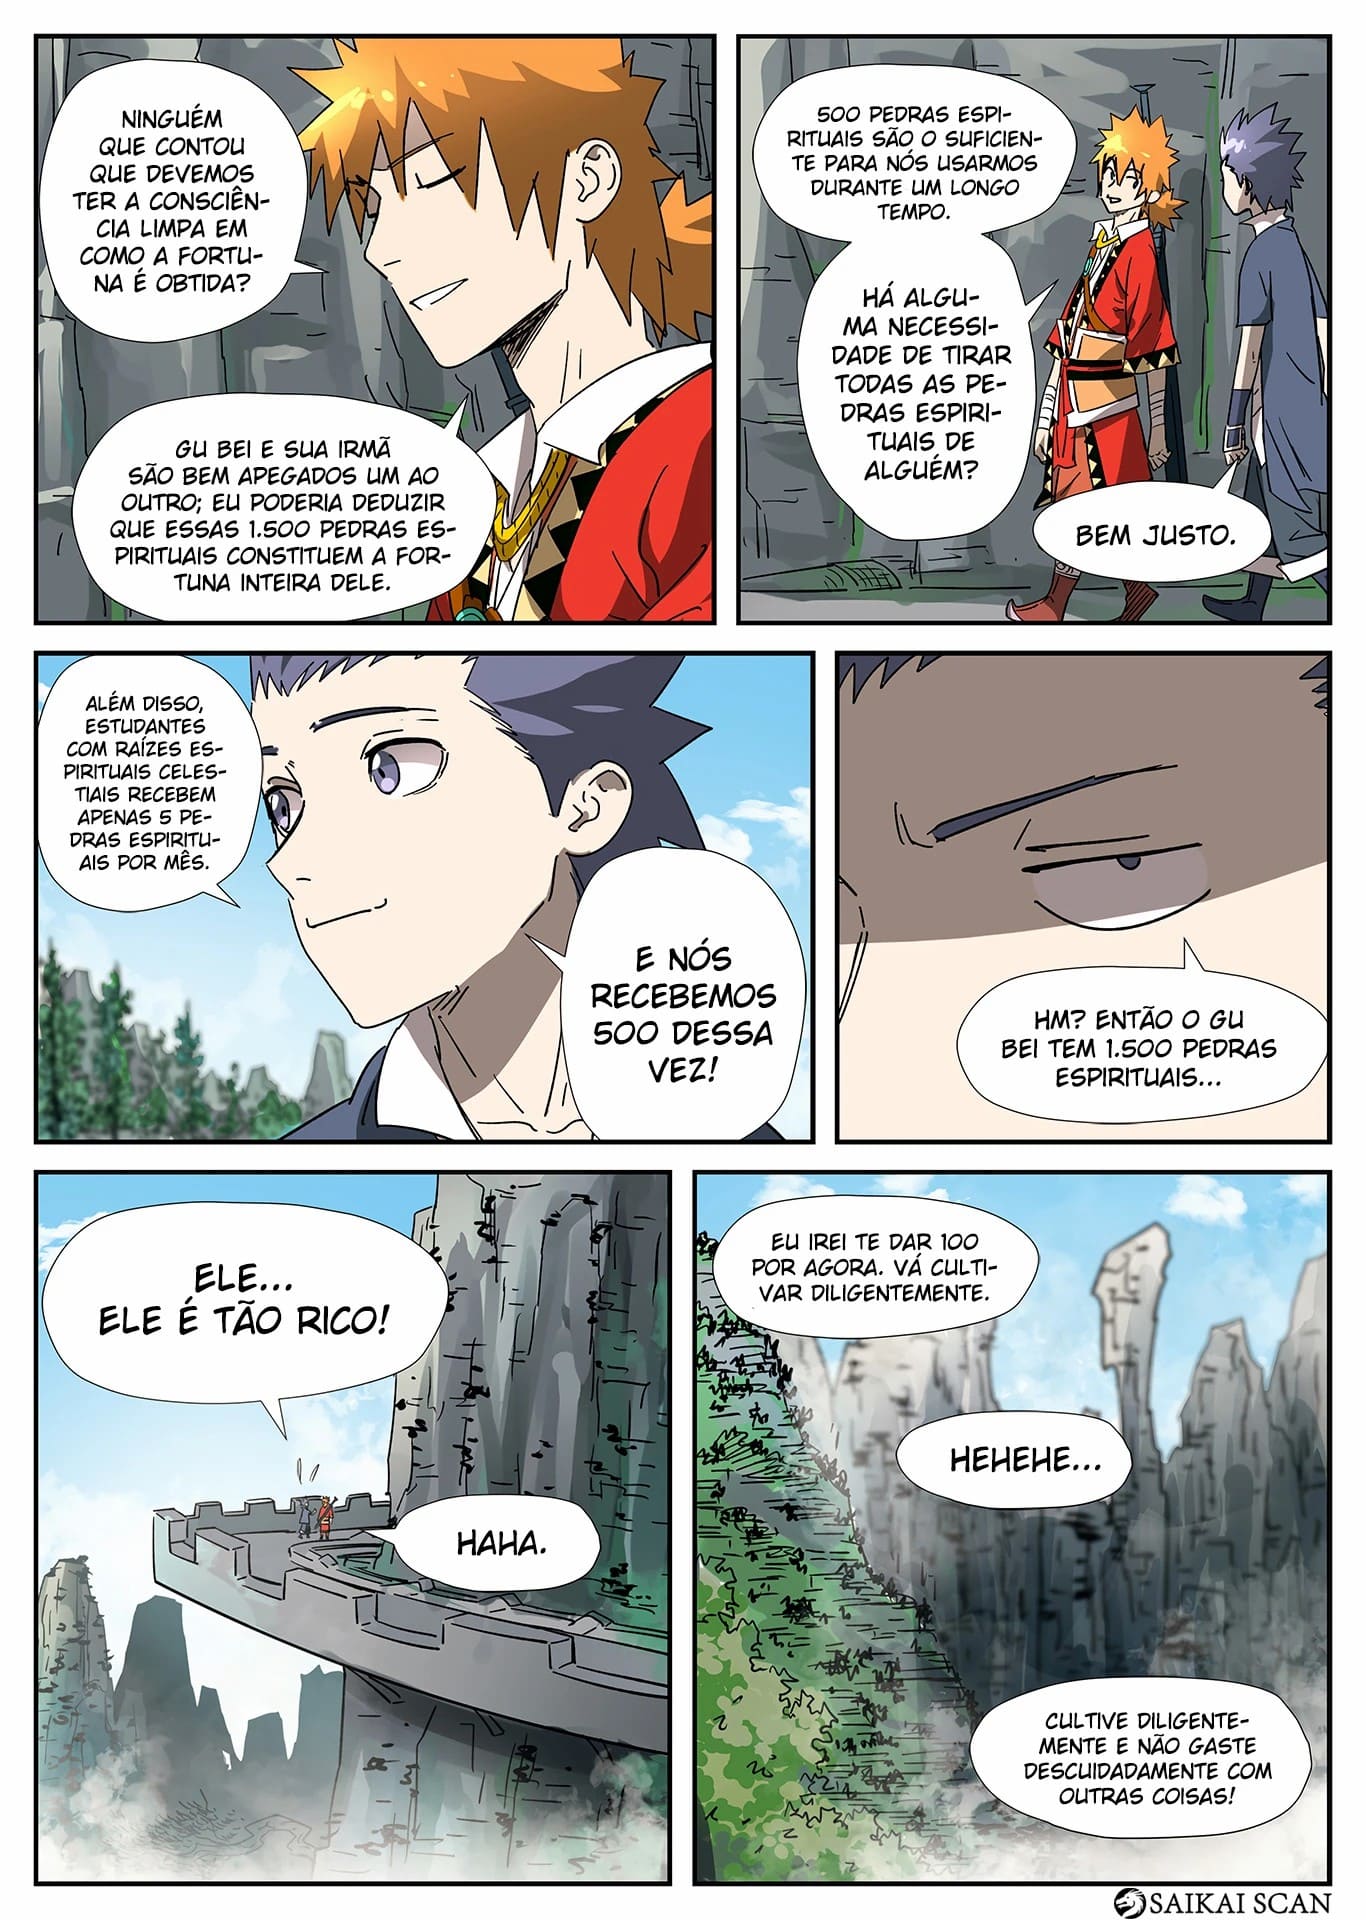 NINGUÉM
QUE CONTOU
QUE DEVEMOS
TER A CONSCIÊN-
CIA LIMPA EM
COMO A FORTU-
NA É OBTIDA?
GU BEI E SUA IRMÃ
SÃO BEM APEGADOS UM AO
OUTRO; EU PODERIA DEDUZIR
QUE ESSAS 1.500 PEDRAS ES-
PIRITUAIS CONSTITUEM A FOR-
TUNA INTEIRA DELE.
500 PEDRAS ESPI-
RITUAIS SÃO O SUFICIEN-
TE PARA NÓS USARMOS
DURANTE UM LONGO
TEMPO.
HÁ ALGU-
MA NECESSI-
DADE DE TIRAR
TODAS AS PE-
DRAS ESPIRI-
TUAIS DE
ALGUÉM?
BEM JUSTO.
ALÉM DISSO,
ESTUDANTES
COM RAÍZES ES-
PIRITUAIS CELES-
TIAIS RECEBEM
APENAS 5 PE-
DRAS ESPIRITU-
AIS POR MÊS.
E NÓS
RECEBEMOS
500 DESSA
VEZ!
HM? ENTÃO O GU
BEI TEM 1.500 PEDRAS
ESPIRITUAIS...
ELE...
ELE É TÃO RICO!
HAHA.
EU IREI TE DAR 100
POR AGORA. VÁ CULTI-
VAR DILIGENTEMENTE.
HEHEHE...
CULTIVE DILIGENTE-
MENTE E NÃO GASTE
DESCUIDADAMENTE COM
OUTRAS COISAS!
SAIKAI SCAN